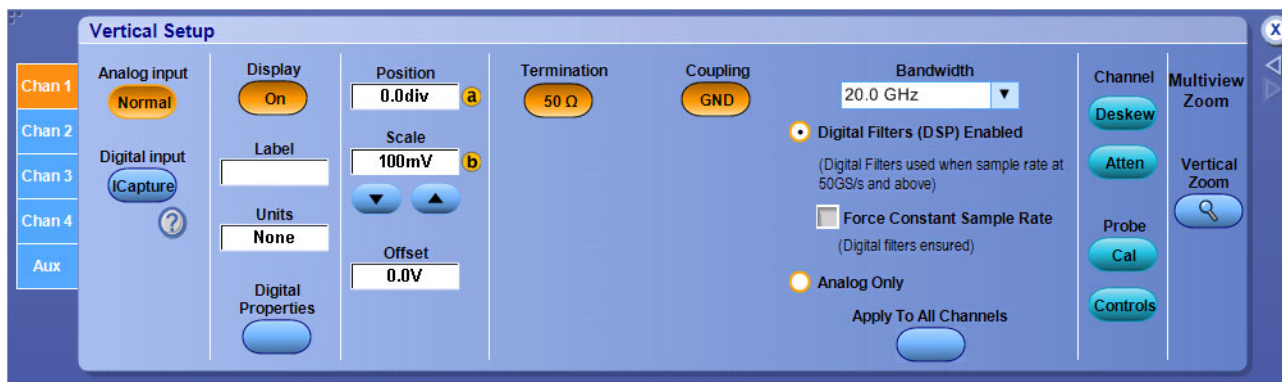 Vertical Setup
X
Chan 1
Chan 2
Chan 3
Chan 4
Aux
Analog input
Normal
Digital input
ICapture
?
Display
On
Label
Units
None
Digital
Properties
Position
0.0div
a
Scale
100mV
b
Offset
0.0V
Termination
50 Ω
Coupling
GND
Bandwidth
20.0 GHz
Digital Filters (DSP) Enabled
(Digital Filters used when sample rate at
50GS/s and above)
Force Constant Sample Rate
(Digital filters ensured)
Analog Only
Apply To All Channels
Channel
Deskew
Atten
Probe
Cal
Controls
Multiview
Zoom
Vertical
Zoom